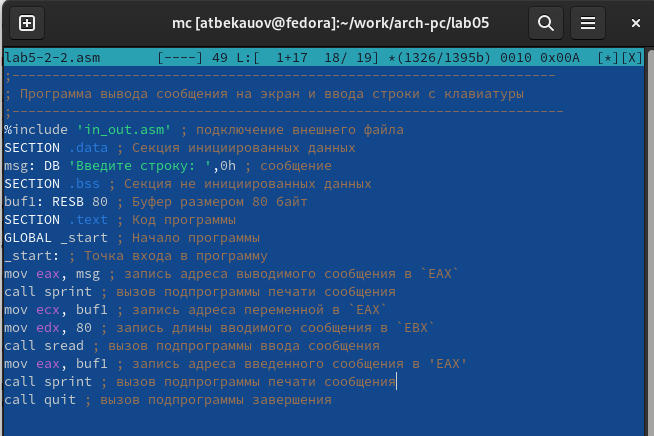 mc [atbekauov@fedora]:~/work/arch-pc/lab05
lab5-2-2.asm [----] 49 L:[ 1+17 18/ 19] *(1326/1395b) 0010 0x00A [*][X]
;--------------------------------------------------------------------
; Программа вывода сообщения на экран и ввода строки с клавиатуры
;---------------------------------------------------------------------
%include 'in_out.asm' ; подключение внешнего файла
SECTION .data ; Секция инициированных данных
msg: DB 'Введите строку: ',0h ; сообщение
SECTION .bss ; Секция не инициированных данных
buf1: RESB 80 ; Буфер размером 80 байт
SECTION .text ; Код программы
GLOBAL _start ; Начало программы
_start: ; Точка входа в программу
mov eax, msg ; запись адреса выводимого сообщения в `EAX`
call sprint ; вызов подпрограммы печати сообщения
mov ecx, buf1 ; запись адреса переменной в `EAX`
mov edx, 80 ; запись длины вводимого сообщения в `EBX`
call sread ; вызов подпрограммы ввода сообщения
mov eax, buf1 ; запись адреса введенного сообщения в 'EAX'
call sprint ; вызов подпрограммы печати сообщения
call quit ; вызов подпрограммы завершения